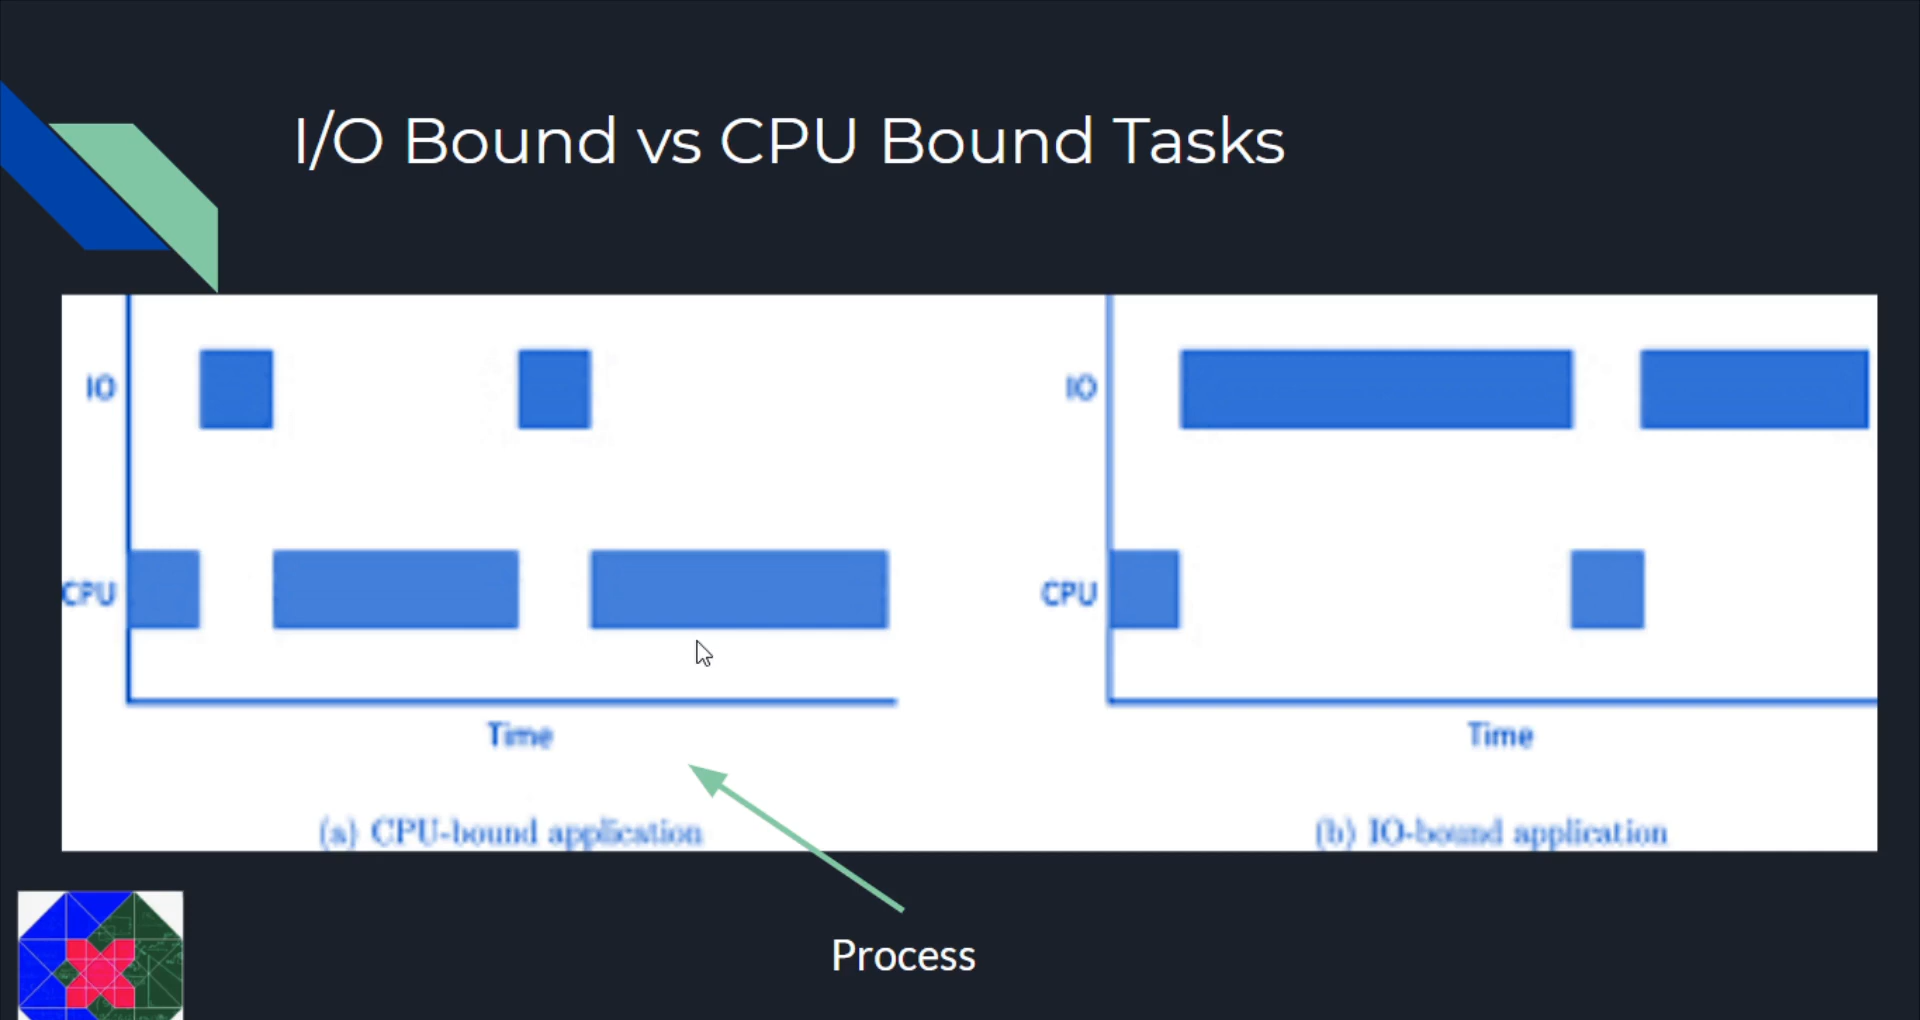 I/O Bound vs CPU Bound Tasks
IO
CPU
Time
(a) CPU-bound application
IO
CPU
Time
(b) IO-bound application
Process